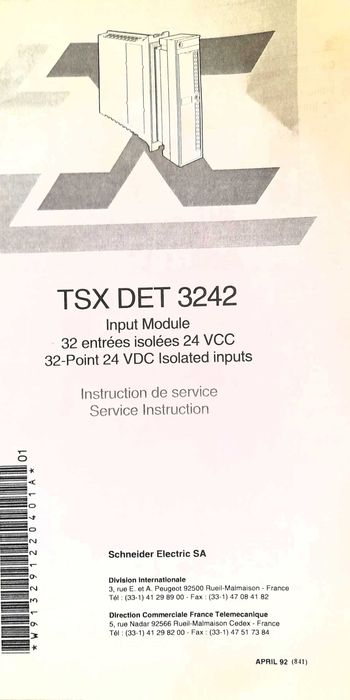 TSX DET 3242
Input Module
32 entrées isolées 24 VCC
32-Point 24 VDC Isolated inputs
Instruction de service
Service Instruction
01
*W913291220401A*
Schneider Electric SA
Division Internationale
3, rue E. et A. Peugeot 92500 Rueil-Malmaison - France
Tél : (33-1) 41 29 89 00 - Fax : (33-1) 47 08 41 82
Direction Commerciale France Telemecanique
5, rue Nadar 92566 Rueil-Malmaison Cedex - France
Tél : (33-1) 41 29 82 00 - Fax : (33-1) 47 51 73 84
APRIL 92 (841)